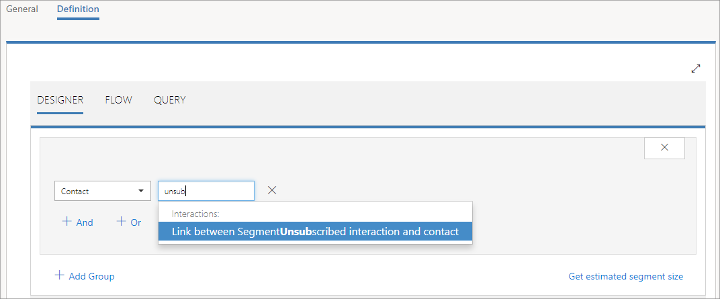 General Definition
DESIGNER FLOW QUERY
Contact unsub
+ And + Or
Interactions:
Link between SegmentUnsubscribed interaction and contact
+ Add Group Get estimated segment size